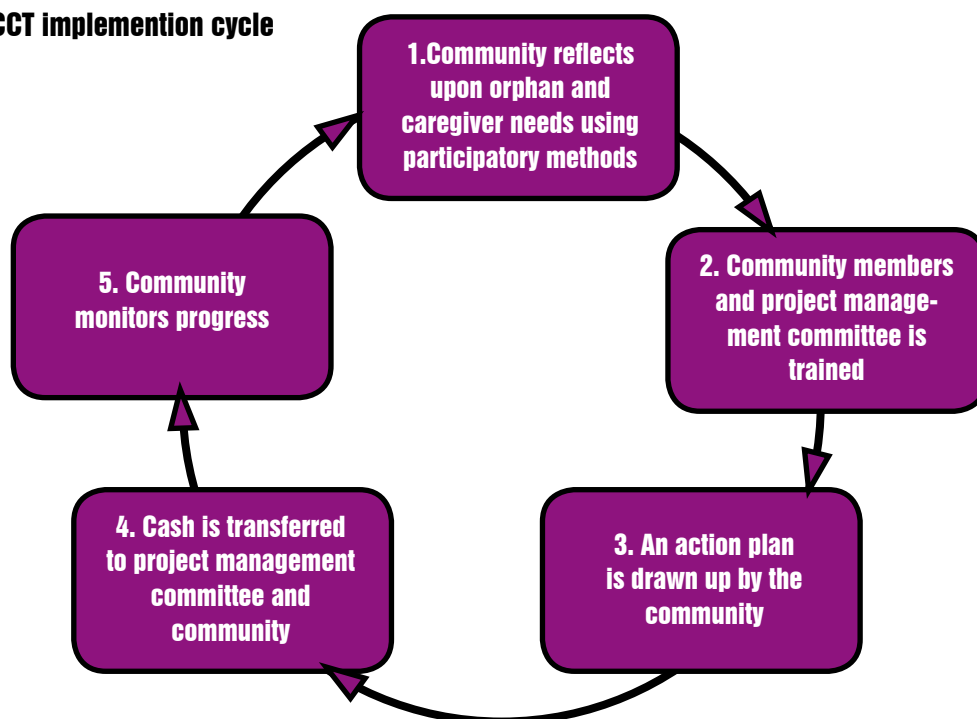 CCT implemention cycle
1.Community reflects
upon orphan and
caregiver needs using
participatory methods
2. Community members
and project manage-
ment committee is
trained
3. An action plan
is drawn up by the
community
4. Cash is transferred
to project management
committee and
community
5. Community
monitors progress